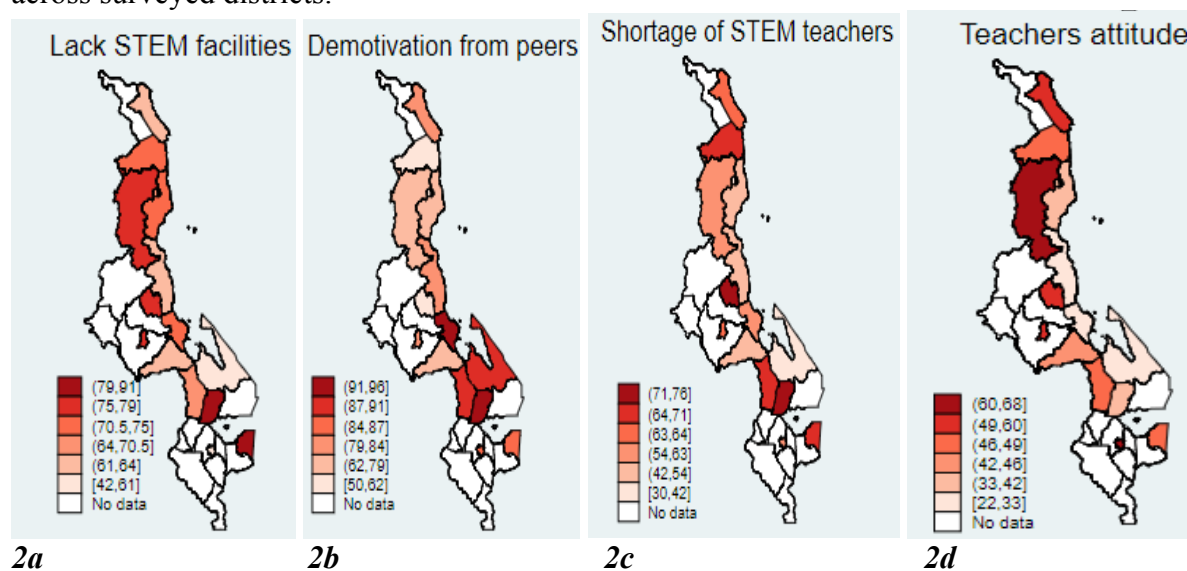 across surveyed districts.
Lack STEM facilities
(79,91]
(75,79]
(70.5,75]
(64,70.5]
(61,64]
[42,61]
No data
2a
Demotivation from peers
(91,96]
(87,91]
(84,87]
(79,84]
(62,79]
[50,62]
No data
2b
Shortage of STEM teachers
(71,76]
(64,71]
(63,64]
(54,63]
(42,54]
[30,42]
No data
2c
Teachers attitude
(60,68]
(49,60]
(46,49]
(42,46]
(33,42]
[22,33]
No data
2d